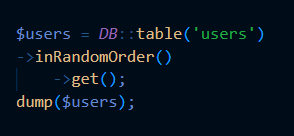 $users = DB::table('users')
->inRandomOrder()
->get();
dump($users);